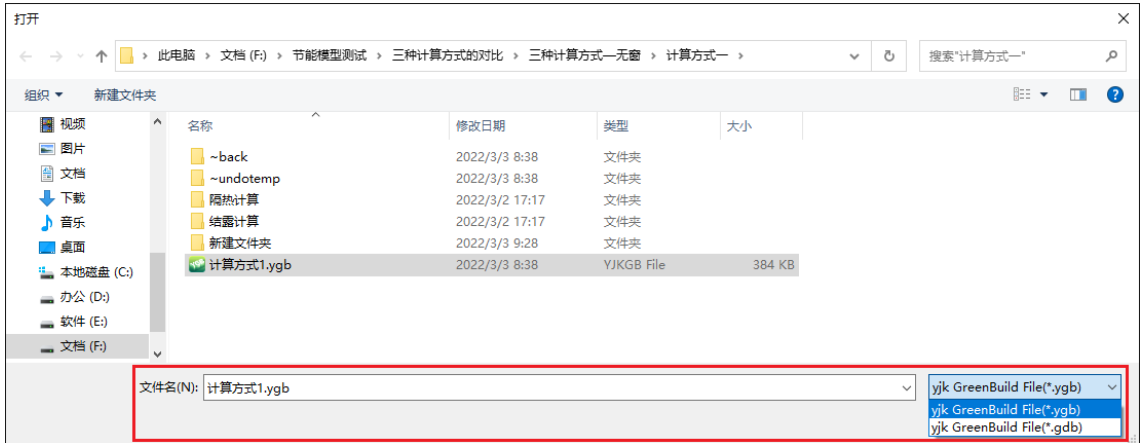 打开
此电脑 › 文档 (F:) › 节能模型测试 › 三种计算方式的对比 › 三种计算方式—无窗 › 计算方式一 ›
搜索"计算方式一"
组织 新建文件夹
名称 修改日期 类型 大小
视频
图片
文档
下载
音乐
桌面
本地磁盘 (C:)
办公 (D:)
软件 (E:)
文档 (F:)
~back 2022/3/3 8:38 文件夹
~undotemp 2022/3/3 8:38 文件夹
隔热计算 2022/3/2 17:17 文件夹
结露计算 2022/3/2 17:17 文件夹
新建文件夹 2022/3/3 9:28 文件夹
计算方式1.ygb 2022/3/3 8:38 YJKGB File 384 KB
文件名(N): 计算方式1.ygb
yjk GreenBuild File(*.ygb)
yjk GreenBuild File(*.ygb)
yjk GreenBuild File(*.gdb)